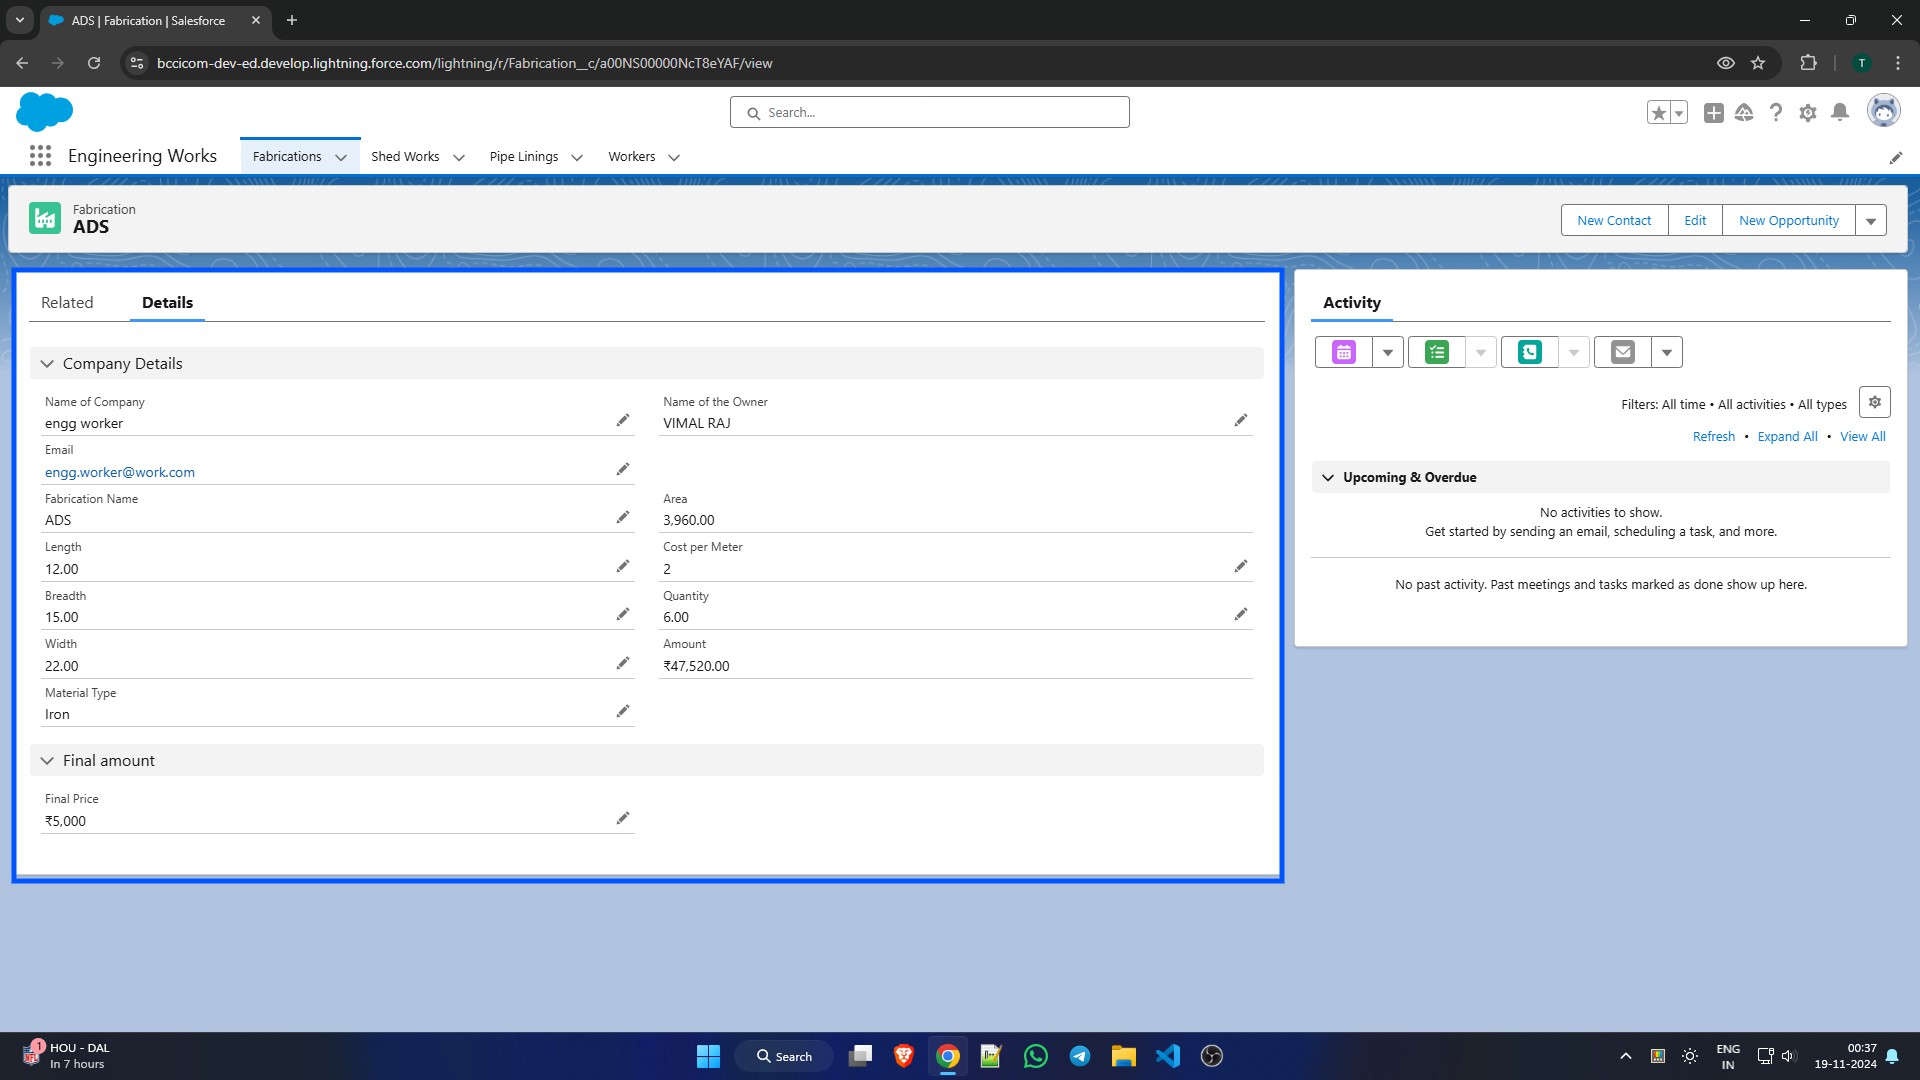 ADS | Fabrication | Salesforce
bccicom-dev-ed.develop.lightning.force.com/lightning/r/Fabrication__c/a00NS00000NcT8eYAF/view
T
Search...
Engineering Works
Fabrications
Shed Works
Pipe Linings
Workers
Fabrication
ADS
New Contact
Edit
New Opportunity
Related
Details
Company Details
Name of Company
engg worker
Name of the Owner
VIMAL RAJ
Email
engg.worker@work.com
Fabrication Name
ADS
Area
3,960.00
Length
12.00
Cost per Meter
2
Breadth
15.00
Quantity
6.00
Width
22.00
Amount
₹47,520.00
Material Type
Iron
Final amount
Final Price
₹5,000
Activity
Filters: All time • All activities • All types
Refresh • Expand All • View All
Upcoming & Overdue
No activities to show.
Get started by sending an email, scheduling a task, and more.
No past activity. Past meetings and tasks marked as done show up here.
1
HOU - DAL
In 7 hours
Search
ENG
IN
00:37
19-11-2024